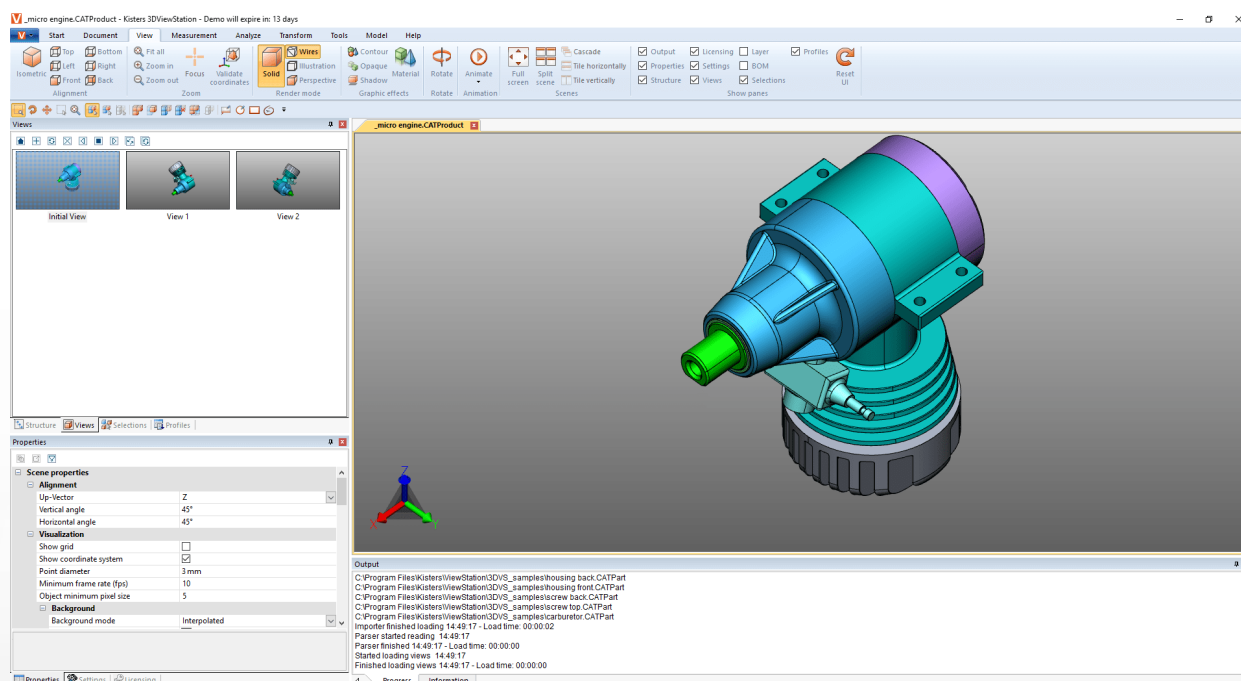 _micro engine.CATProduct - Kisters 3DViewStation - Demo will expire in: 13 days
Start Document View Measurement Analyze Transform Tools Model Help
Isometric
Top Bottom
Left Right
Front Back
Alignment
Fit all
Zoom in
Zoom out
Focus
Validate coordinates
Zoom
Solid
Wires
Illustration
Perspective
Render mode
Contour
Opaque
Shadow
Material
Graphic effects
Rotate
Rotate
Animate
Animation
Full screen
Split scene
Cascade
Tile horizontally
Tile vertically
Scenes
Output Licensing Layer Profiles
Properties Settings BOM
Structure Views Selections
Show panes
Reset UI
Views
Initial View View 1 View 2
Structure Views Selections Profiles
Properties
Scene properties
Alignment
Up-Vector Z
Vertical angle 45°
Horizontal angle 45°
Visualization
Show grid
Show coordinate system
Point diameter 3 mm
Minimum frame rate (fps) 10
Object minimum pixel size 5
Background
Background mode Interpolated
Properties Settings Licensing
_micro engine.CATProduct
Z
X Y
Output
C:\Program Files\Kisters\ViewStation\3DVS_samples\housing back.CATPart
C:\Program Files\Kisters\ViewStation\3DVS_samples\housing front.CATPart
C:\Program Files\Kisters\ViewStation\3DVS_samples\screw back.CATPart
C:\Program Files\Kisters\ViewStation\3DVS_samples\screw top.CATPart
C:\Program Files\Kisters\ViewStation\3DVS_samples\carburetor.CATPart
Importer finished loading 14:49:17 - Load time: 00:00:02
Parser started reading 14:49:17
Parser finished 14:49:17 - Load time: 00:00:00
Started loading views 14:49:17
Finished loading views 14:49:17 - Load time: 00:00:00
Progress Information